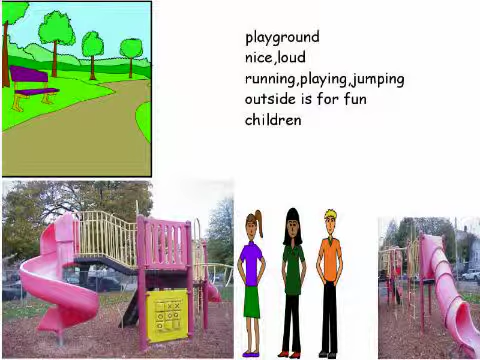 playground
nice,loud
running,playing,jumping
outside is for fun
children